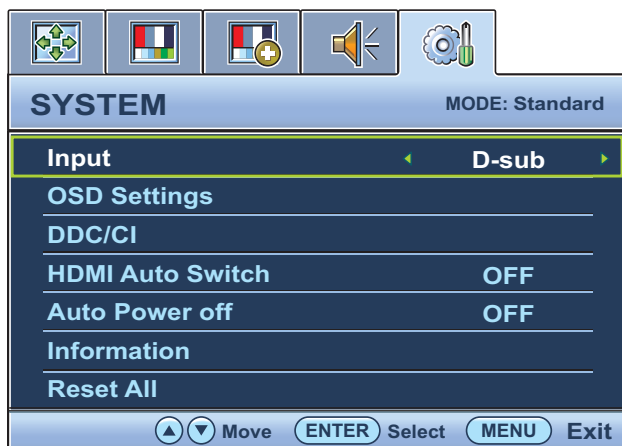 SYSTEM MODE: Standard
Input D-sub
OSD Settings
DDC/CI
HDMI Auto Switch OFF
Auto Power off OFF
Information
Reset All
Move ENTER Select MENU Exit